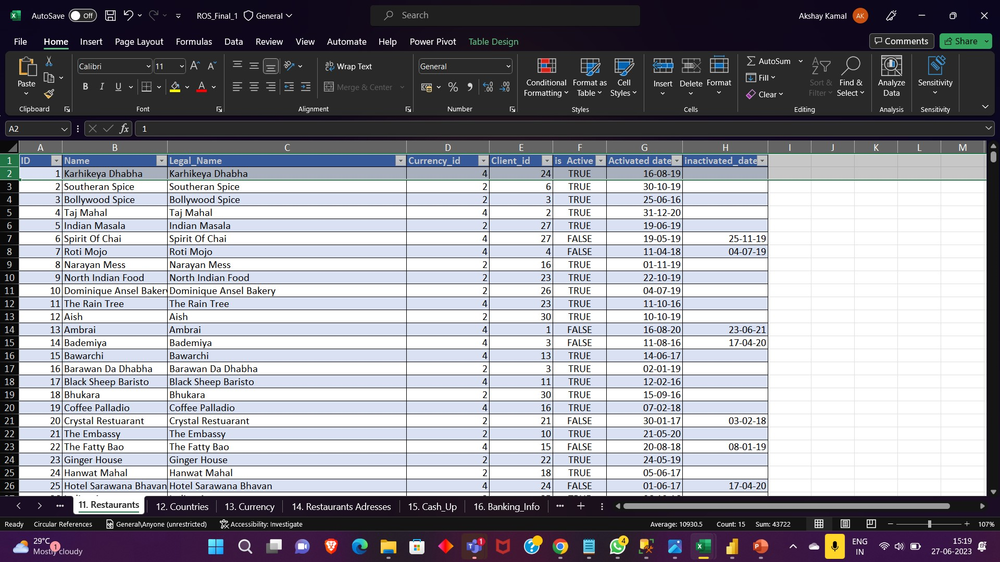 AutoSave Off ROS_Final_1 General Search Akshay Kamal AK
File Home Insert Page Layout Formulas Data Review View Automate Help Power Pivot Table Design Comments Share
Paste Calibri 11 Wrap Text General Conditional Formatting Format as Table Cell Styles Insert Delete Format AutoSum Fill Clear Sort & Filter Find & Select Analyze Data Sensitivity
B I U Merge & Center
Clipboard Font Alignment Number Styles Cells Editing Analysis Sensitivity
A2 fx 1
A B C D E F G H I J K L M
1 ID Name Legal_Name Currency_id Client_id is Active Activated date inactivated_date
2 1 Karhikeya Dhabha Karhikeya Dhabha 4 24 TRUE 16-08-19
3 2 Southeran Spice Southeran Spice 2 6 TRUE 30-10-19
4 3 Bollywood Spice Bollywood Spice 2 3 TRUE 25-06-16
5 4 Taj Mahal Taj Mahal 4 2 TRUE 31-12-20
6 5 Indian Masala Indian Masala 2 27 TRUE 19-06-19
7 6 Spirit Of Chai Spirit Of Chai 4 27 FALSE 19-05-19 25-11-19
8 7 Roti Mojo Roti Mojo 4 4 FALSE 11-04-18 04-07-19
9 8 Narayan Mess Narayan Mess 2 16 TRUE 01-11-19
10 9 North Indian Food North Indian Food 2 23 TRUE 22-10-19
11 10 Dominique Ansel Bakery Dominique Ansel Bakery 2 26 TRUE 04-07-19
12 11 The Rain Tree The Rain Tree 4 23 TRUE 11-10-16
13 12 Aish Aish 2 30 TRUE 10-10-19
14 13 Ambrai Ambrai 4 1 FALSE 16-08-20 23-06-21
15 14 Bademiya Bademiya 4 3 FALSE 11-08-16 17-04-20
16 15 Bawarchi Bawarchi 4 13 TRUE 14-06-17
17 16 Barawan Da Dhabha Barawan Da Dhabha 2 3 TRUE 02-01-19
18 17 Black Sheep Baristo Black Sheep Baristo 4 11 TRUE 12-02-16
19 18 Bhukara Bhukara 2 30 TRUE 15-09-16
20 19 Coffee Palladio Coffee Palladio 4 16 TRUE 07-02-18
21 20 Crystal Restuarant Crystal Restuarant 2 21 FALSE 30-01-17 03-02-18
22 21 The Embassy The Embassy 2 10 TRUE 21-05-20
23 22 The Fatty Bao The Fatty Bao 4 15 FALSE 20-08-18 08-01-19
24 23 Ginger House Ginger House 2 22 TRUE 24-05-19
25 24 Hanwat Mahal Hanwat Mahal 2 18 TRUE 05-06-17
26 25 Hotel Sarawana Bhavan Hotel Sarawana Bhavan 4 24 FALSE 01-06-17 17-04-20
11. Restaurants 12. Countries 13. Currency 14. Restaurants Adresses 15. Cash_Up 16. Banking_Info
Ready Circular References General\Anyone (unrestricted) Accessibility: Investigate Average: 10930.5 Count: 15 Sum: 43722 107%
29°C 1 Mostly cloudy 1 4 ENG IN 15:19
27-06-2023